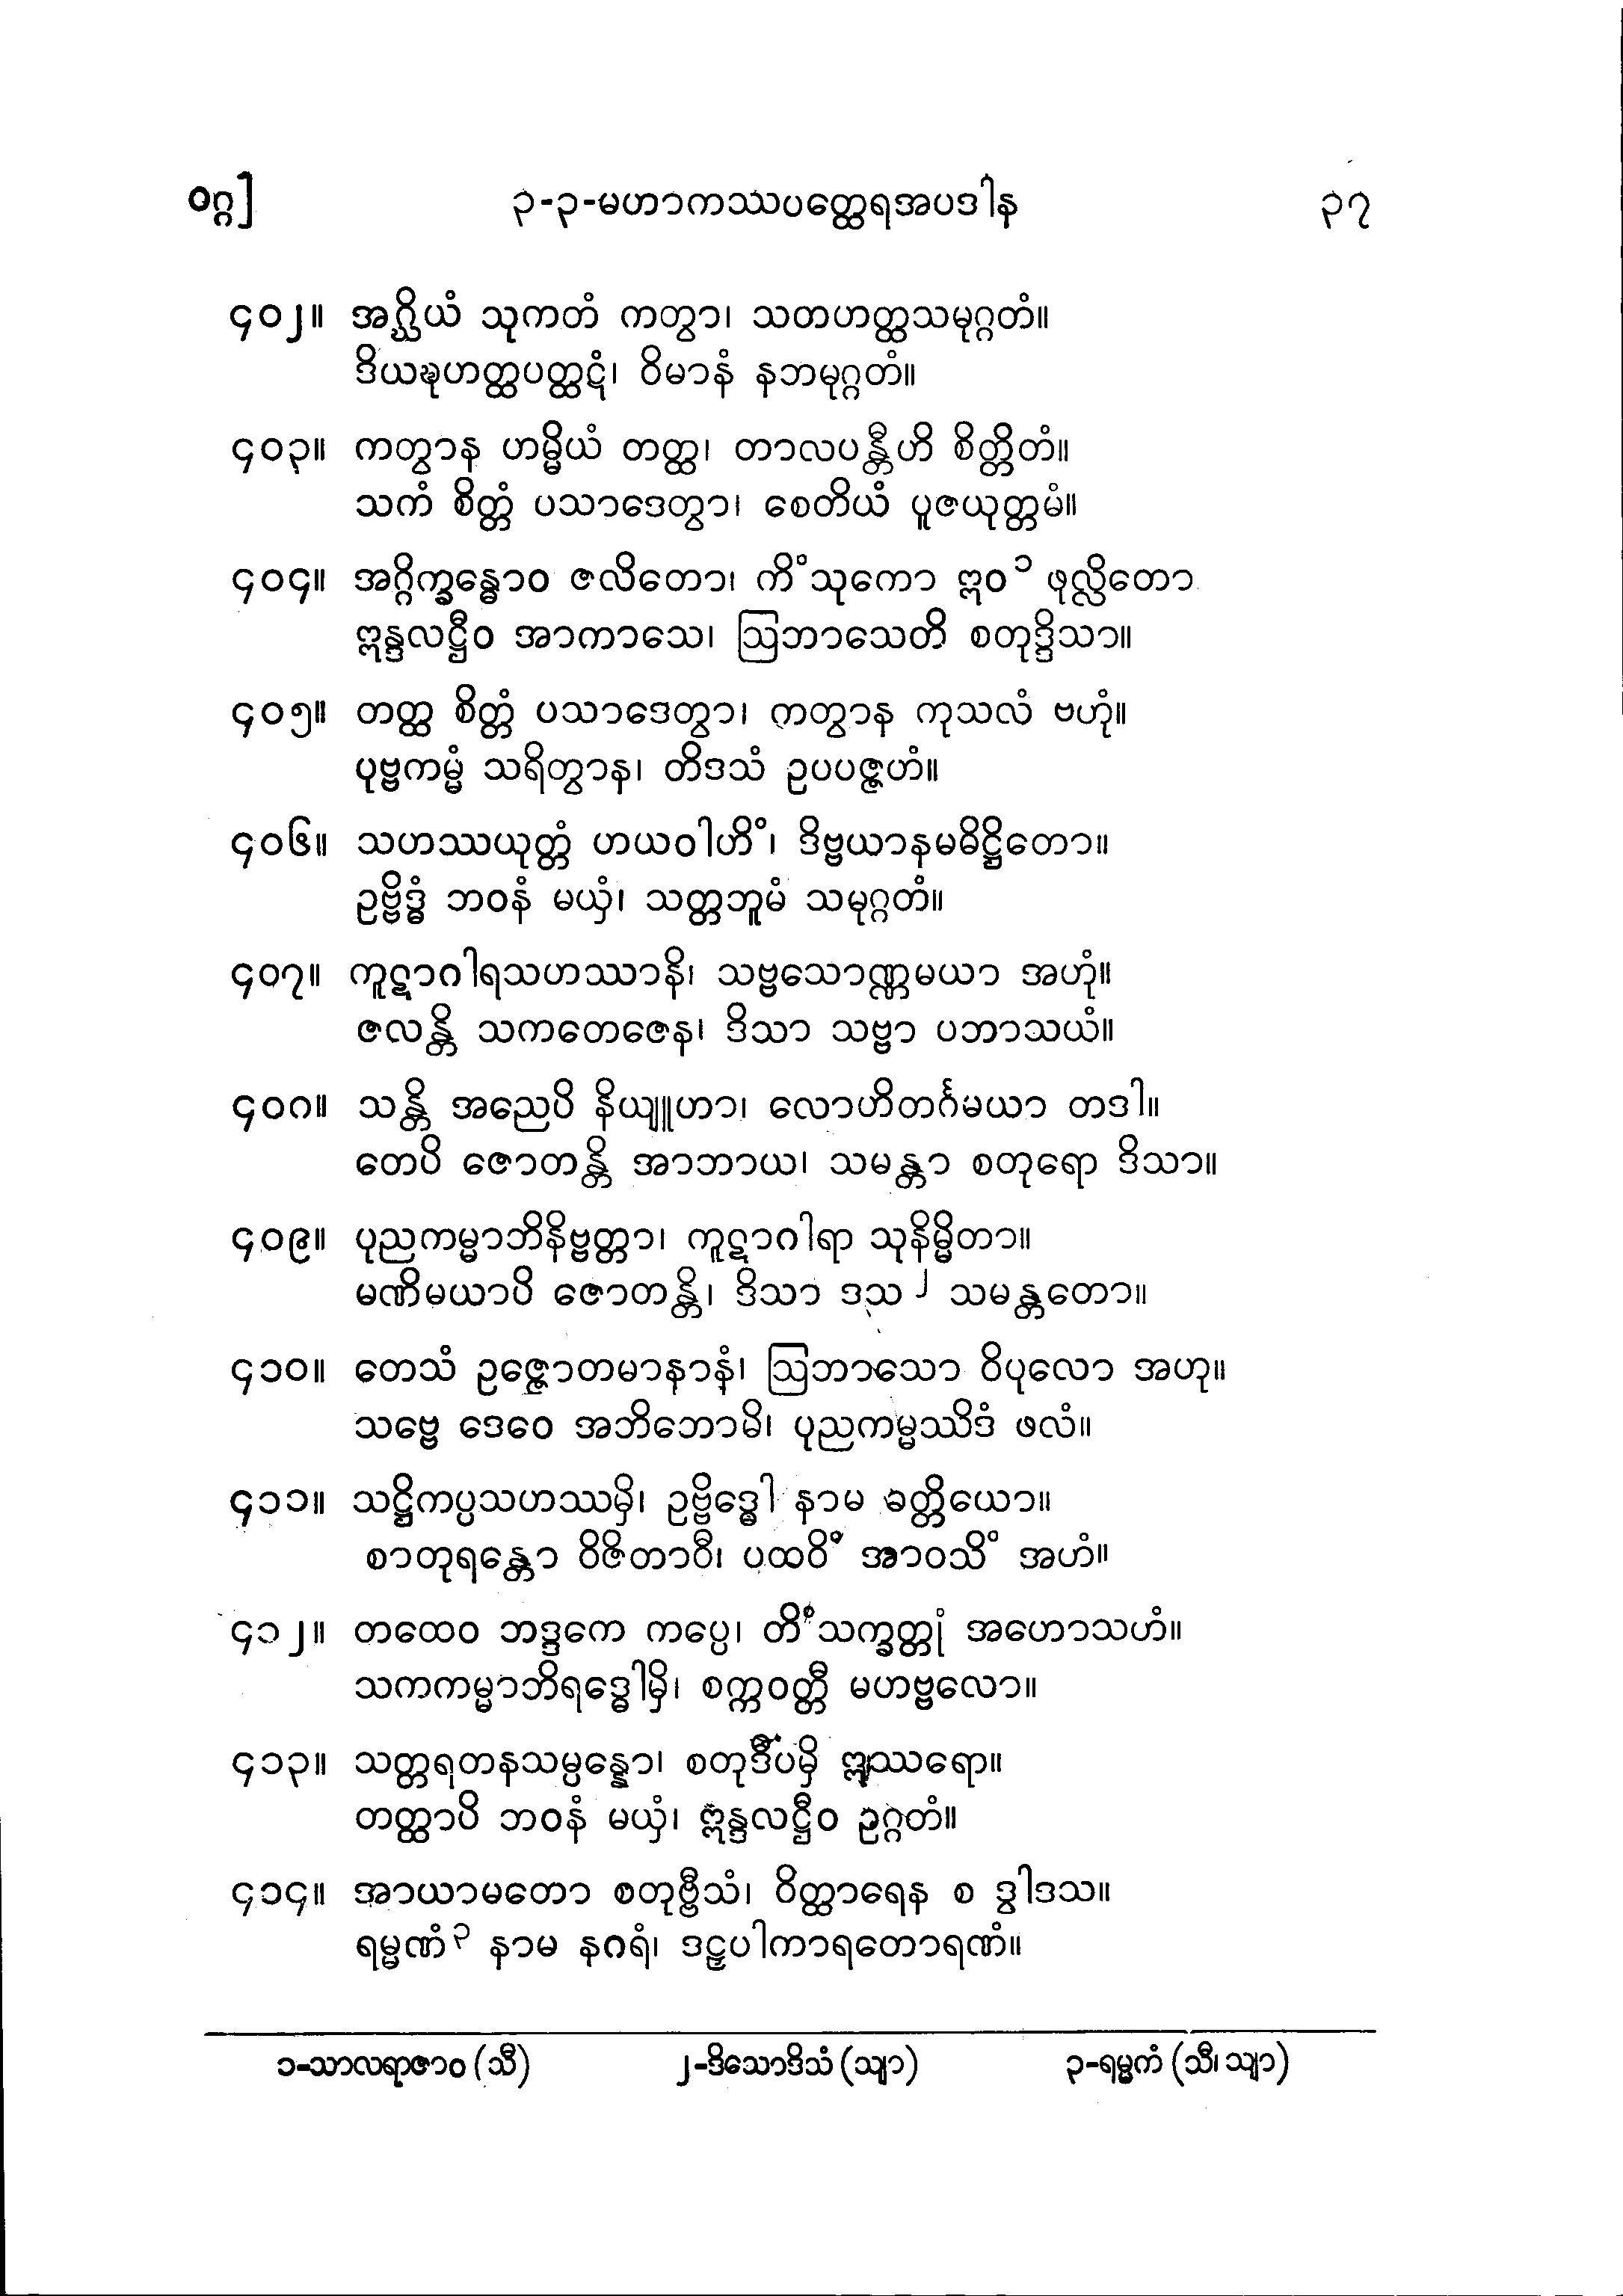 ဝဂ္ဂ] ၃-၃-မဟာကဿပတ္ထေရအပဒါန ၃၇
၄၀၂။ အဂ္ဃိယံ သုကတံ ကတွာ၊ သတဟတ္ထသမုဂ္ဂတံ။
ဒိယဍ္ဎဟတ္ထပတ္ထဋံ၊ ဝိမာနံ နဘမုဂ္ဂတံ။
၄၀၃။ ကတွာန ဟမ္မိယံ တတ္ထ၊ တာလပန္တီဟိ စိတ္တိတံ။
သကံ စိတ္တံ ပသာဒေတွာ၊ စေတိယံ ပူဇယုတ္တမံ။
၄၀၄။ အဂ္ဂိက္ခန္ဓောဝ ဇလိတော၊ ကိံသုကော ဣဝ ၁ ဖုလ္လိတော
ဣန္ဒလဋ္ဌီဝ အာကာသေ၊ ဩဘာသေတိ စတုဒ္ဒိသာ။
၄၀၅။ တတ္ထ စိတ္တံ ပသာဒေတွာ၊ ကတွာန ကုသလံ ဗဟုံ။
ပုဗ္ဗကမ္မံ သရိတွာန၊ တိဒသံ ဥပပဇ္ဇဟံ။
၄၀၆။ သဟဿယုတ္တံ ဟယဝါဟိံ၊ ဒိဗ္ဗယာနမဓိဋ္ဌိတော။
ဥဗ္ဗိဒ္ဓံ ဘဝနံ မယှံ၊ သတ္တဘူမံ သမုဂ္ဂတံ။
၄၀၇။ ကူဋာဂါရသဟဿာနိ၊ သဗ္ဗသောဏ္ဏမယာ အဟုံ။
ဇလန္တိ သကတေဇေန၊ ဒိသာ သဗ္ဗာ ပဘာသယံ။
၄၀၈။ သန္တိ အညေပိ နိယျူဟာ၊ လောဟိတင်္ဂမယာ တဒါ။
တေပိ ဇောတန္တိ အာဘာယ၊ သမန္တာ စတုရော ဒိသာ။
၄၀၉။ ပုညကမ္မာဘိနိဗ္ဗတ္တာ၊ ကူဋာဂါရာ သုနိမ္မိတာ။
မဏိမယာပိ ဇောတန္တိ၊ ဒိသာ ဒသ ၂ သမန္တတော။
၄၁၀။ တေသံ ဥဇ္ဇောတမာနာနံ၊ ဩဘာသော ဝိပုလော အဟု။
သဗ္ဗေ ဒေဝေ အဘိဘောမိ၊ ပုညကမ္မဿိဒံ ဖလံ။
၄၁၁။ သဋ္ဌိကပ္ပသဟဿမှိ၊ ဥဗ္ဗိဒ္ဓေါ နာမ ခတ္တိယော။
စာတုရန္တော ဝိဇိတာဝီ၊ ပထဝိံ အာဝသိံ အဟံ။
၄၁၂။ တထေဝ ဘဒ္ဒကေ ကပ္ပေ၊ တိံသက္ခတ္တုံ အဟောသဟံ။
သကကမ္မာဘိရဒ္ဓေါမှိ၊ စက္ကဝတ္တီ မဟဗ္ဗလော။
၄၁၃။ သတ္တရတနသမ္ပန္နော၊ စတုဒီပမှိ ဣဿရော။
တတ္ထာပိ ဘဝနံ မယှံ၊ ဣန္ဒလဋ္ဌီဝ ဥဂ္ဂတံ။
၄၁၄။ အာယာမတော စတုဗ္ဗီသံ၊ ဝိတ္ထာရေန စ ဒွါဒသ။
ရမ္မဏံ ၃ နာမ နဂရံ၊ ဒဠှပါကာရတောရဏံ။
၁-သာလရာဇာဝ (သီ) ၂-ဒိသောဒိသံ (သျာ) ၃-ရမ္မကံ (သီ၊ သျာ)